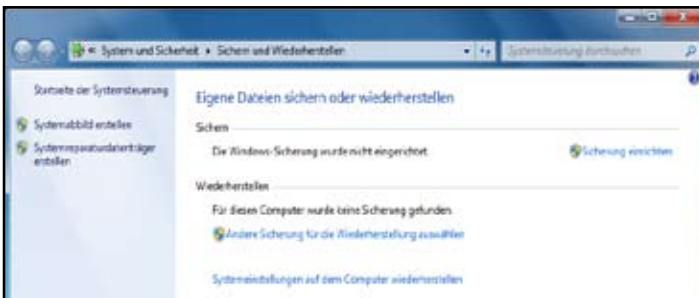 « System und Sicherheit ▸ Sichern und Wiederherstellen
Systemsteuerung durchsuchen
Startseite der Systemsteuerung
Systemabbild erstellen
Systemreparaturdatenträger
erstellen
Eigene Dateien sichern oder wiederherstellen
Sichern
Die Windows-Sicherung wurde nicht eingerichtet.
Sicherung einrichten
Wiederherstellen
Für diesen Computer wurde keine Sicherung gefunden.
Andere Sicherung für die Wiederherstellung auswählen
Systemeinstellungen auf dem Computer wiederherstellen